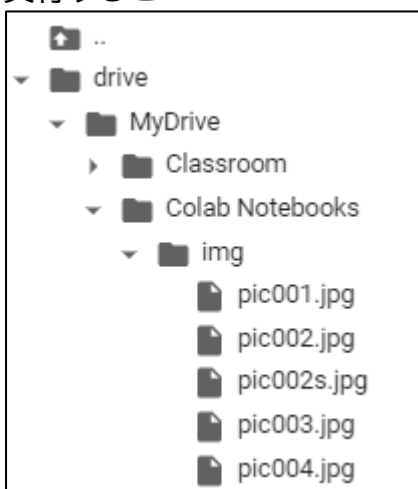 ..
drive
MyDrive
Classroom
Colab Notebooks
img
pic001.jpg
pic002.jpg
pic002s.jpg
pic003.jpg
pic004.jpg